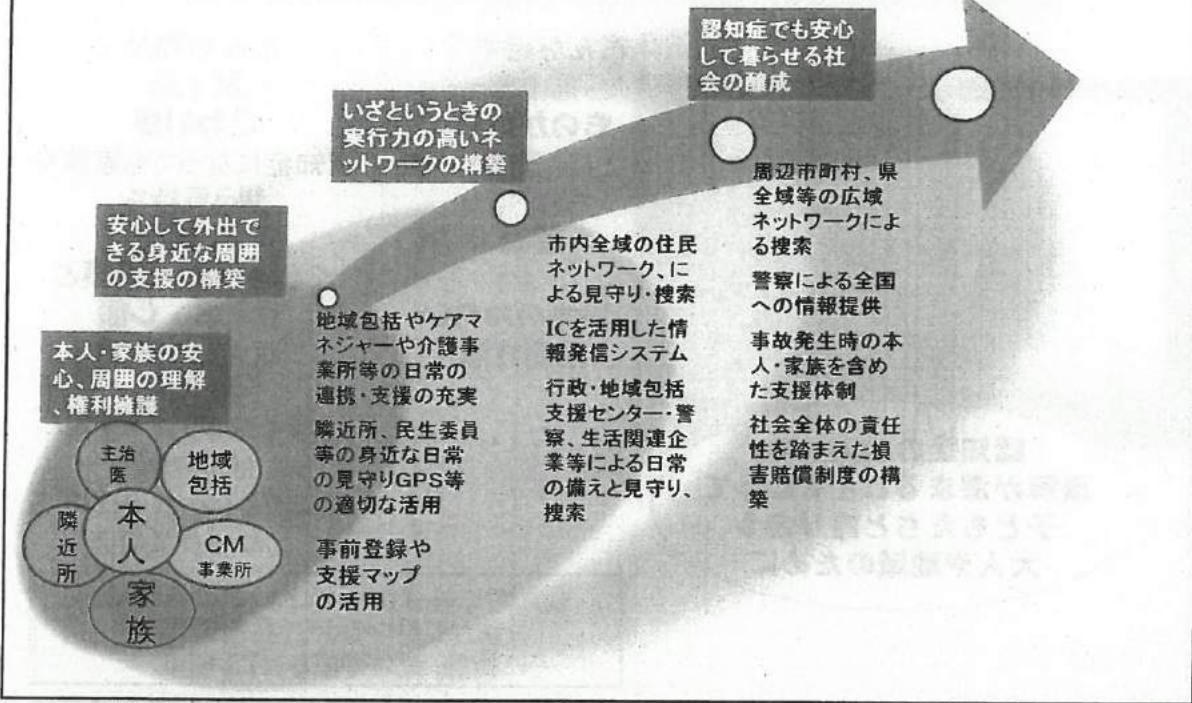 認知症でも安心
して暮らせる社
会の醸成
いざというときの
実行力の高いネ
ットワークの構築
安心して外出で
きる身近な周囲
の支援の構築
本人・家族の安
心、周囲の理解
、権利擁護
主治
医
地域
包括
隣
近
所
本
人
CM
事業所
家
族
地域包括やケアマ
ネジャーや介護事
業所等の日常の
連携・支援の充実
隣近所、民生委員
等の身近な日常
の見守りGPS等
の適切な活用
事前登録や
支援マップ
の活用
市内全域の住民
ネットワーク、に
よる見守り・捜索
ICを活用した情
報発信システム
行政・地域包括
支援センター・警
察、生活関連企
業等による日常
の備えと見守り、
捜索
周辺市町村、県
全域等の広域
ネットワークによ
る捜索
警察による全国
への情報提供
事故発生時の本
人・家族を含め
た支援体制
社会全体の責任
性を踏まえた損
害賠償制度の構
築